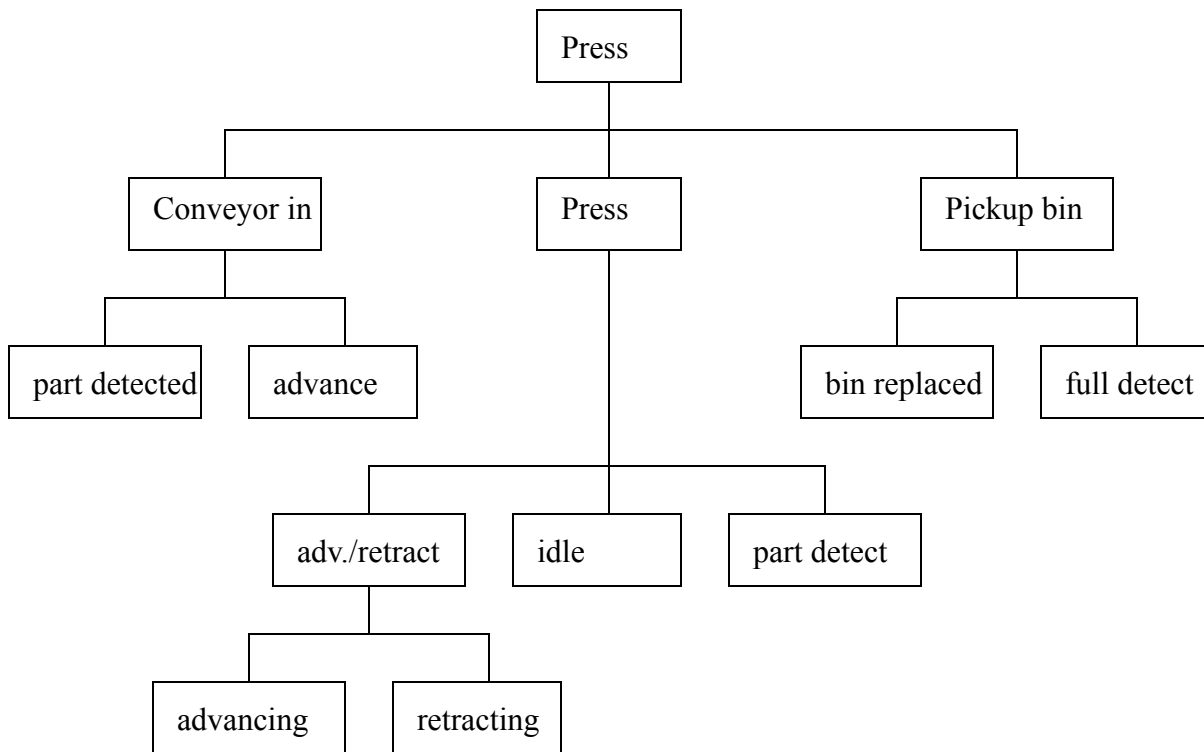 Press
Conveyor in
Press
Pickup bin
part detected
advance
bin replaced
full detect
adv./retract
idle
part detect
advancing
retracting